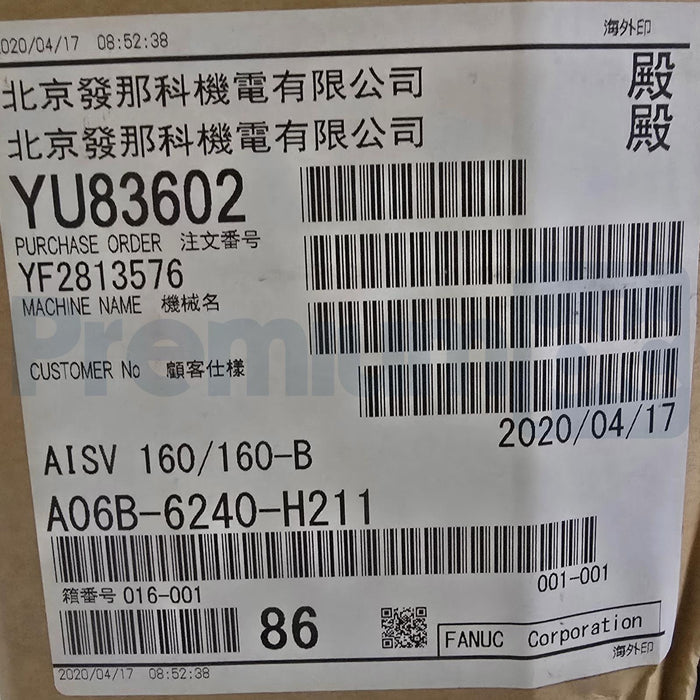 2020/04/17 08:52:38 海外印
北京發那科機電有限公司 殿
北京發那科機電有限公司 殿
YU83602
PURCHASE ORDER 注文番号
YF2813576
MACHINE NAME 機械名
CUSTOMER No 顧客仕様
2020/04/17
AISV 160/160-B
A06B-6240-H211
001-001
箱番号 016-001
86
FANUC Corporation
2020/04/17 08:52:38 海外印